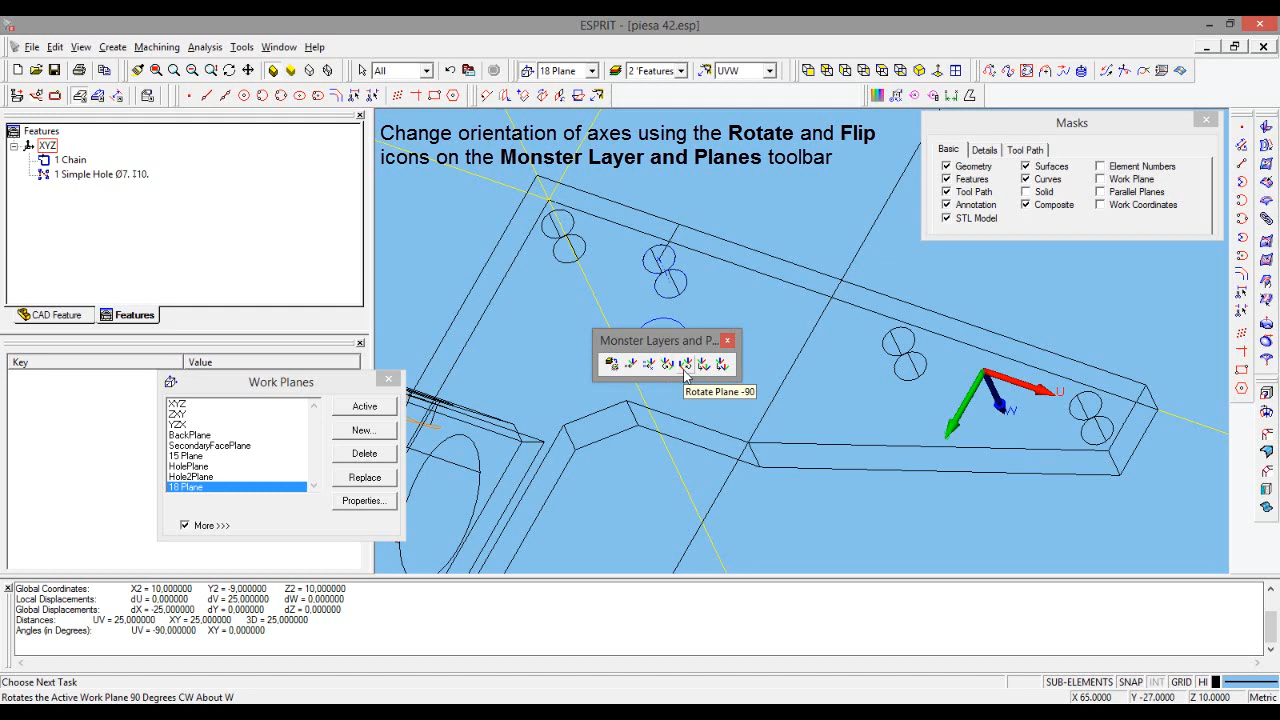 ESPRIT - [piesa 42.esp]
File Edit View Create Machining Analysis Tools Window Help
All 18 Plane 2 'Features' UVW
Features
XYZ
1 Chain
1 Simple Hole Ø7. I10.
CAD Feature Features
Key Value
Change orientation of axes using the Rotate and Flip
icons on the Monster Layer and Planes toolbar
Masks
Basic Details Tool Path
Geometry Surfaces Element Numbers
Features Curves Work Plane
Tool Path Solid Parallel Planes
Annotation Composite Work Coordinates
STL Model
Monster Layers and P...
Rotate Plane -90
U
W
Work Planes
XYZ
ZXY
YZX
BackPlane
SecondaryFacePlane
15 Plane
HolePlane
Hole2Plane
18 Plane
Active
New...
Delete
Replace
Properties...
More >>>
Global Coordinates: X2 = 10,000000 Y2 = -9,000000 Z2 = 10,000000
Local Displacements: dU = 0,000000 dV = 25,000000 dW = 0,000000
Global Displacements: dX = -25,000000 dY = 0,000000 dZ = 0,000000
Distances: UV = 25,000000 XY = 25,000000 3D = 25,000000
Angles (in Degrees): UV = -90,000000 XY = 0,000000
Choose Next Task SUB-ELEMENTS SNAP INT GRID HI
Rotates the Active Work Plane 90 Degrees CW About W X 65.0000 Y -27.0000 Z 10.0000 Metric